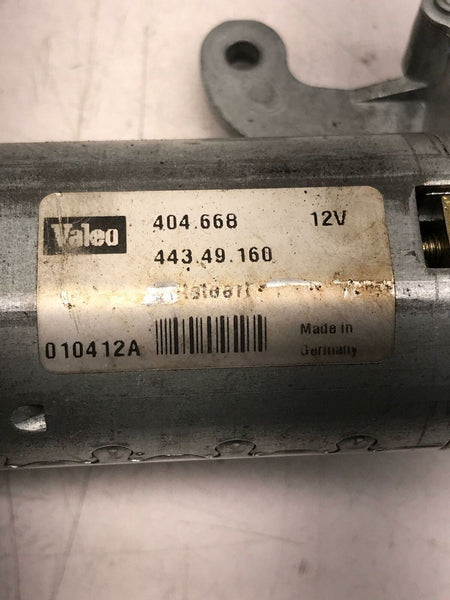 Valeo 404.668 12V
443.49.160
010412A Made in
Germany